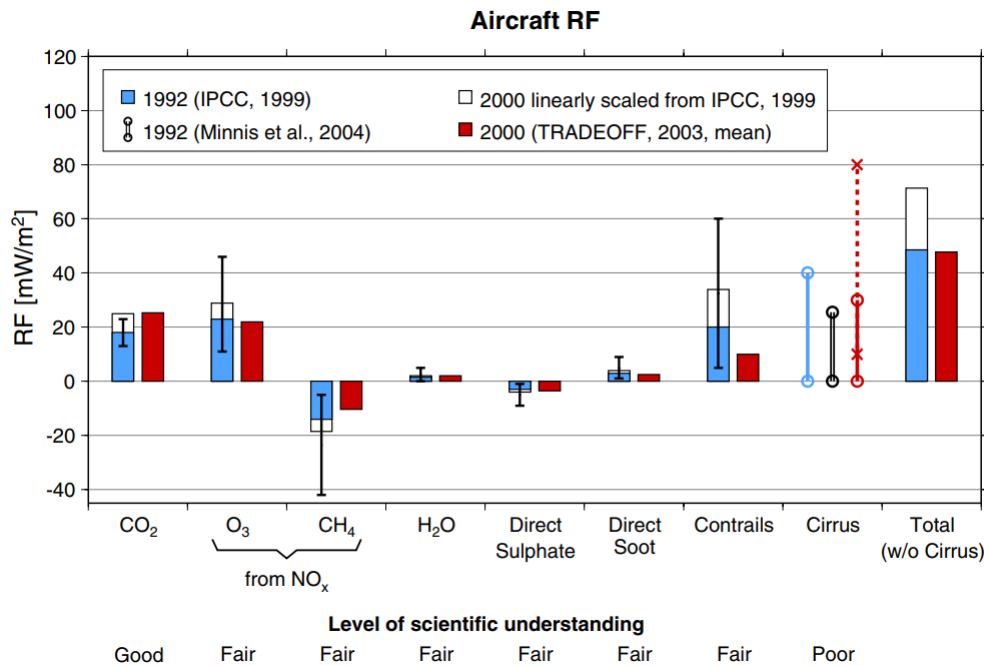 Aircraft RF
120
100
80
60
40
20
0
-20
-40
RF [mW/m²]
1992 (IPCC, 1999)
2000 linearly scaled from IPCC, 1999
1992 (Minnis et al., 2004)
2000 (TRADEOFF, 2003, mean)
CO₂
O₃
CH₄
H₂O
Direct
Sulphate
Direct
Soot
Contrails
Cirrus
Total
(w/o Cirrus)
from NOₓ
Level of scientific understanding
Good Fair Fair Fair Fair Fair Fair Poor